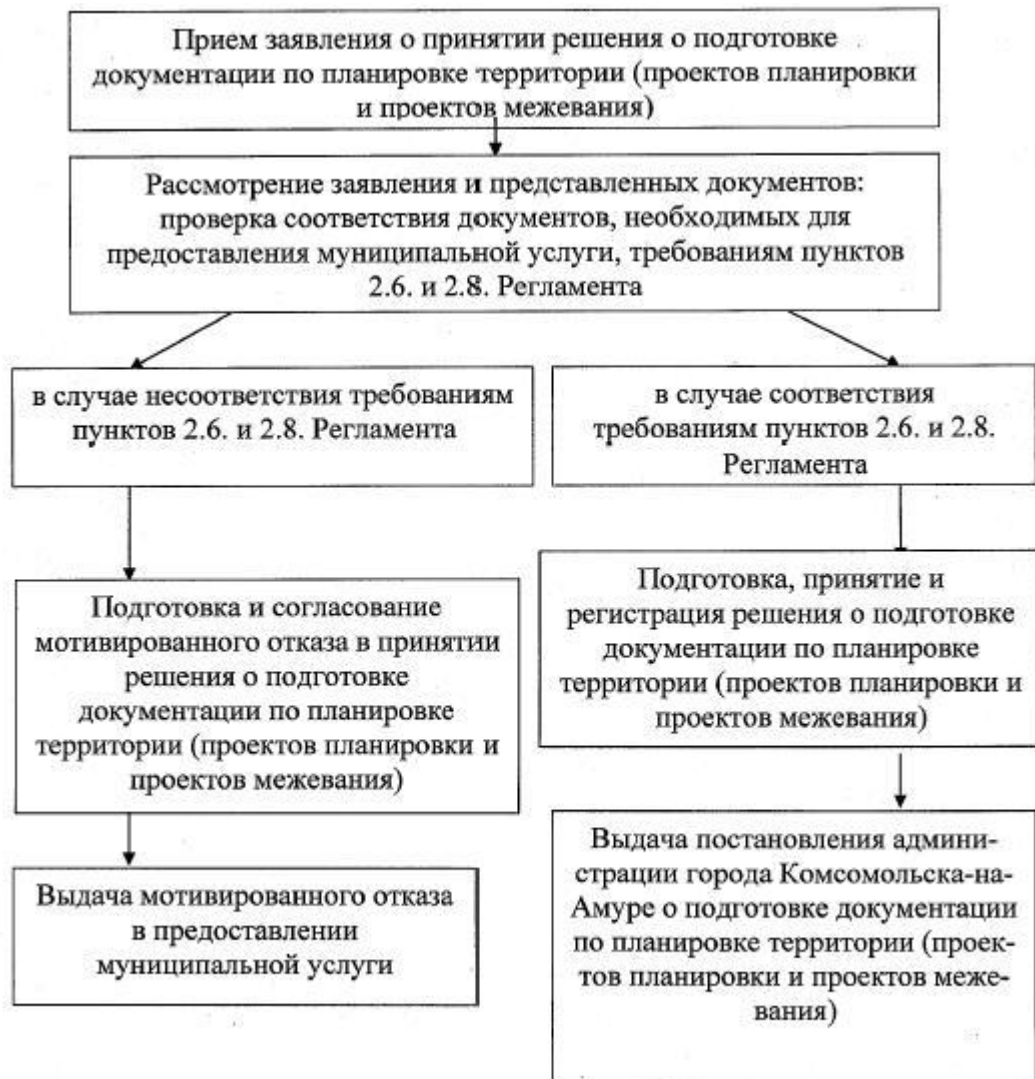 Прием заявления о принятии решения о подготовке
документации по планировке территории (проектов планировки
и проектов межевания)
Рассмотрение заявления и представленных документов:
проверка соответствия документов, необходимых для
предоставления муниципальной услуги, требованиям пунктов
2.6. и 2.8. Регламента
в случае несоответствия требованиям
пунктов 2.6. и 2.8. Регламента
в случае соответствия
требованиям пунктов 2.6. и 2.8.
Регламента
Подготовка и согласование
мотивированного отказа в принятии
решения о подготовке
документации по планировке
территории (проектов планировки и
проектов межевания)
Подготовка, принятие и
регистрация решения о подготовке
документации по планировке
территории (проектов планировки и
проектов межевания)
Выдача мотивированного отказа
в предоставлении
муниципальной услуги
Выдача постановления админи-
страции города Комсомольска-на-
Амуре о подготовке документации
по планировке территории (проек-
тов планировки и проектов меже-
вания)